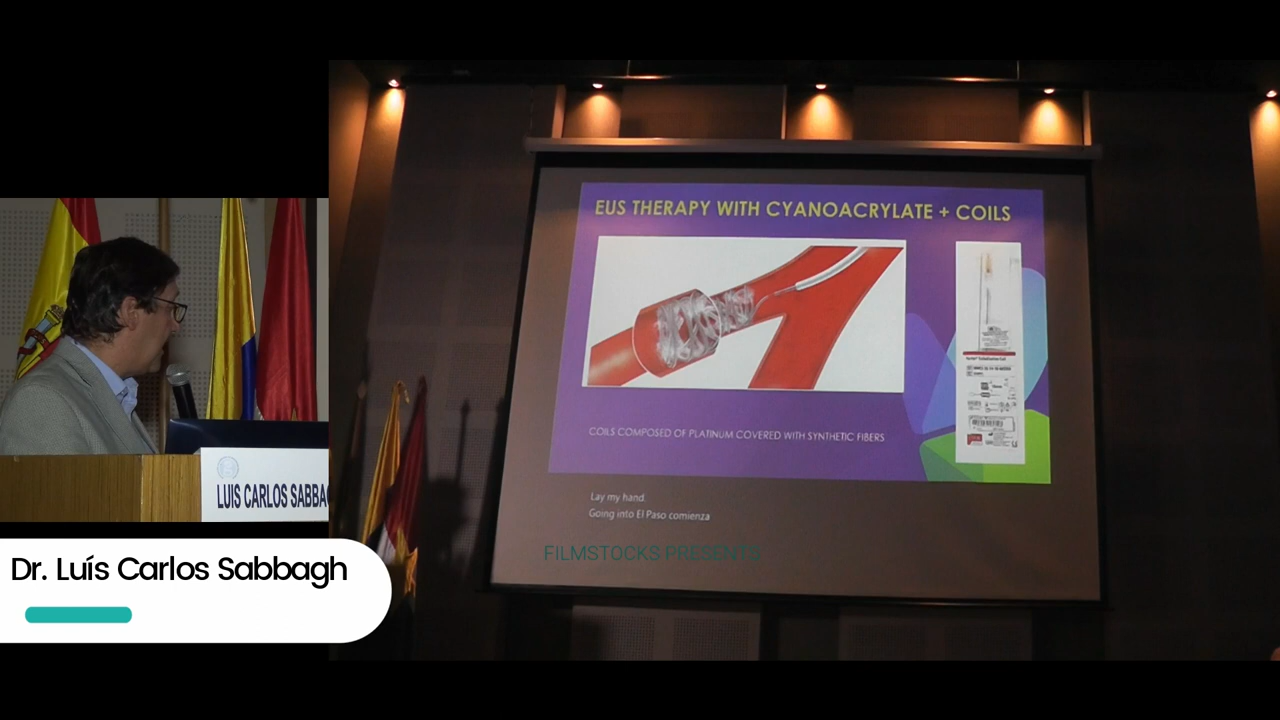 EUS THERAPY WITH CYANOACRYLATE + COILS
COILS COMPOSED OF PLATINUM COVERED WITH SYNTHETIC FIBERS
Lay my hand.
Going into El Paso comienza
FILMSTOCKS PRESENTS
LUIS CARLOS SABBA
Dr. Luís Carlos Sabbagh